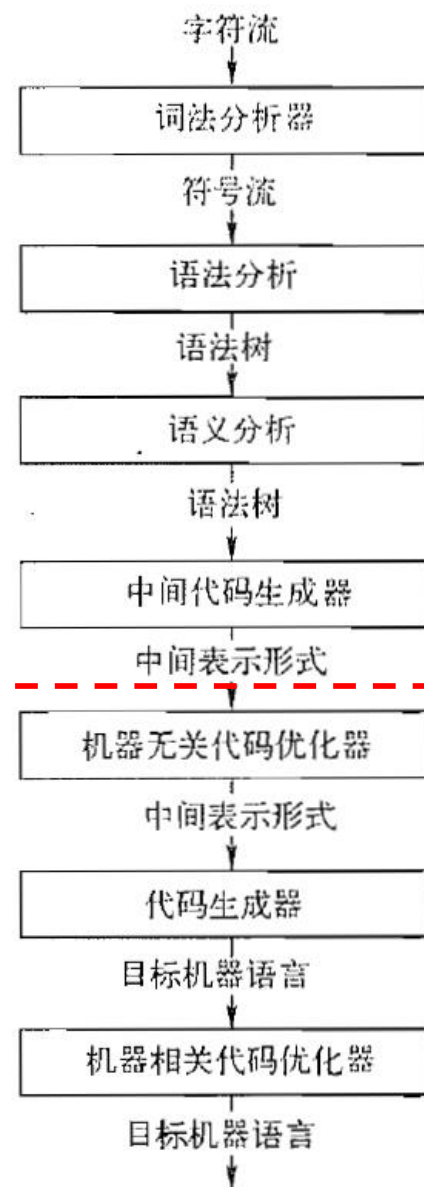 字符流
词法分析器
符号流
语法分析
语法树
语义分析
语法树
中间代码生成器
中间表示形式
机器无关代码优化器
中间表示形式
代码生成器
目标机器语言
机器相关代码优化器
目标机器语言